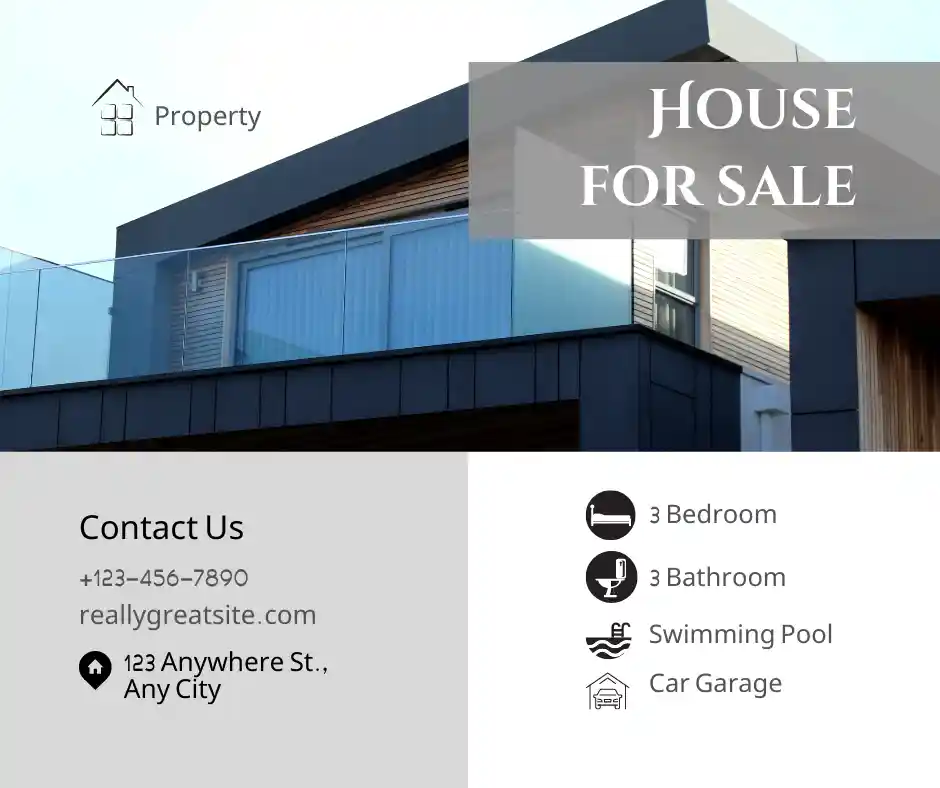 Property
HOUSE
FOR SALE
Contact Us
+123-456-7890
reallygreatsite.com
123 Anywhere St.,
Any City
3 Bedroom
3 Bathroom
Swimming Pool
Car Garage